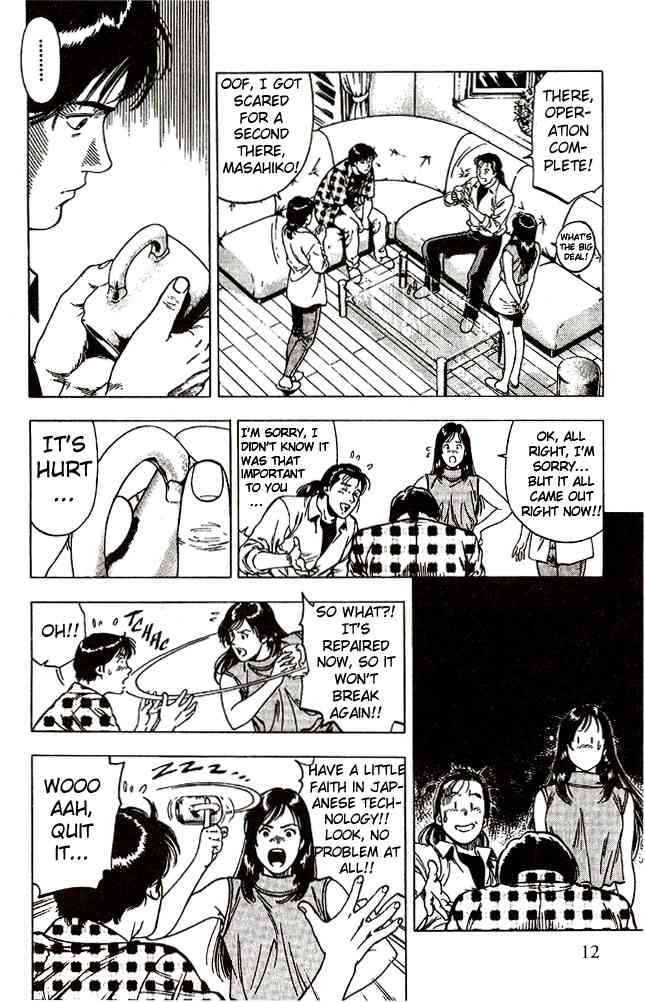 THERE,
OPER-
ATION
COM-
PLETE!
WHAT'S
THE BIG
DEAL!
OOF, I GOT
SCARED
FOR A
SECOND
THERE,
MASAHIKO!
.........
OK, ALL
RIGHT, I'M
SORRY...
BUT IT ALL
CAME OUT
RIGHT NOW!!
I'M SORRY, I
DIDN'T KNOW IT
WAS THAT
IMPORTANT
TO YOU
...
IT'S
HURT
...
SO WHAT?!
IT'S
REPAIRED
NOW, SO IT
WON'T
BREAK
AGAIN!!
TCHAC
OH!!
HAVE A LITTLE
FAITH IN JAP-
ANESE TECH-
NOLOGY!!
LOOK, NO
PROBLEM AT
ALL!!
ZZZ...
WOOO
AAH,
QUIT
IT...
12